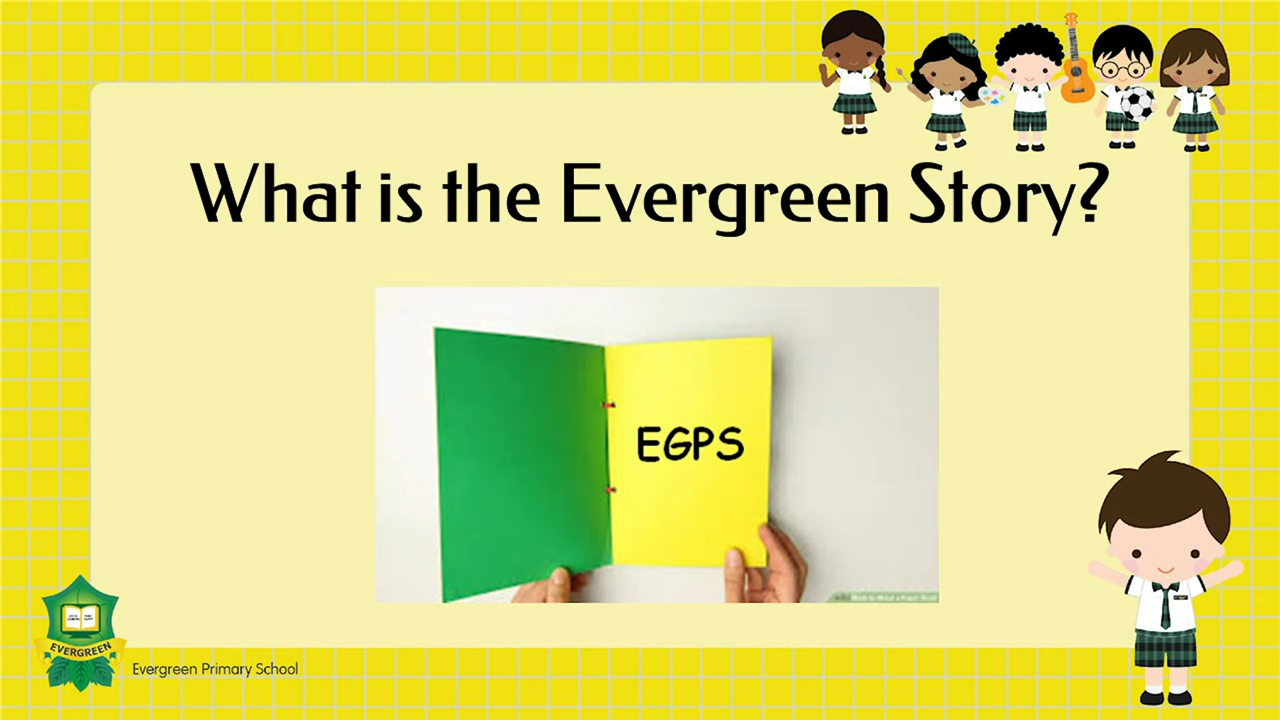 What is the Evergreen Story?
EGPS
EVERGREEN
Evergreen Primary School